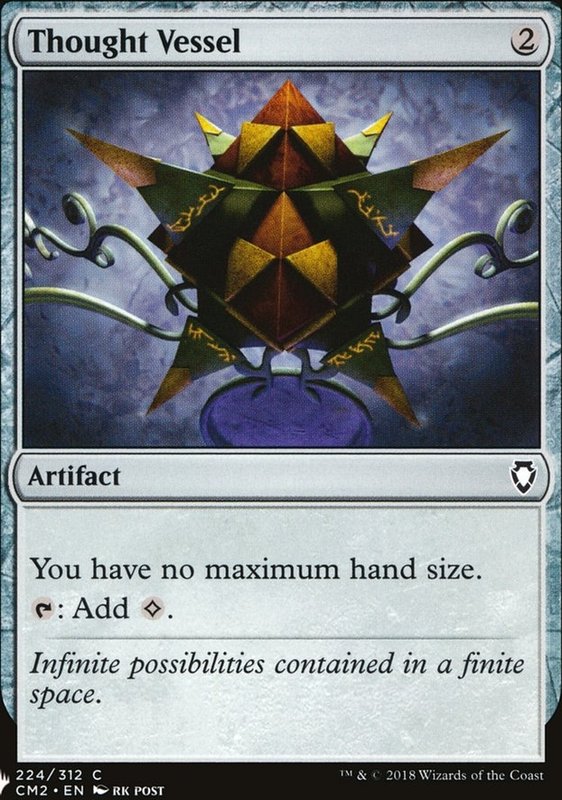 Thought Vessel 2
Artifact
You have no maximum hand size.
: Add .
Infinite possibilities contained in a finite
space.
224/312 C
CM2 • EN RK POST
™ & © 2018 Wizards of the Coast